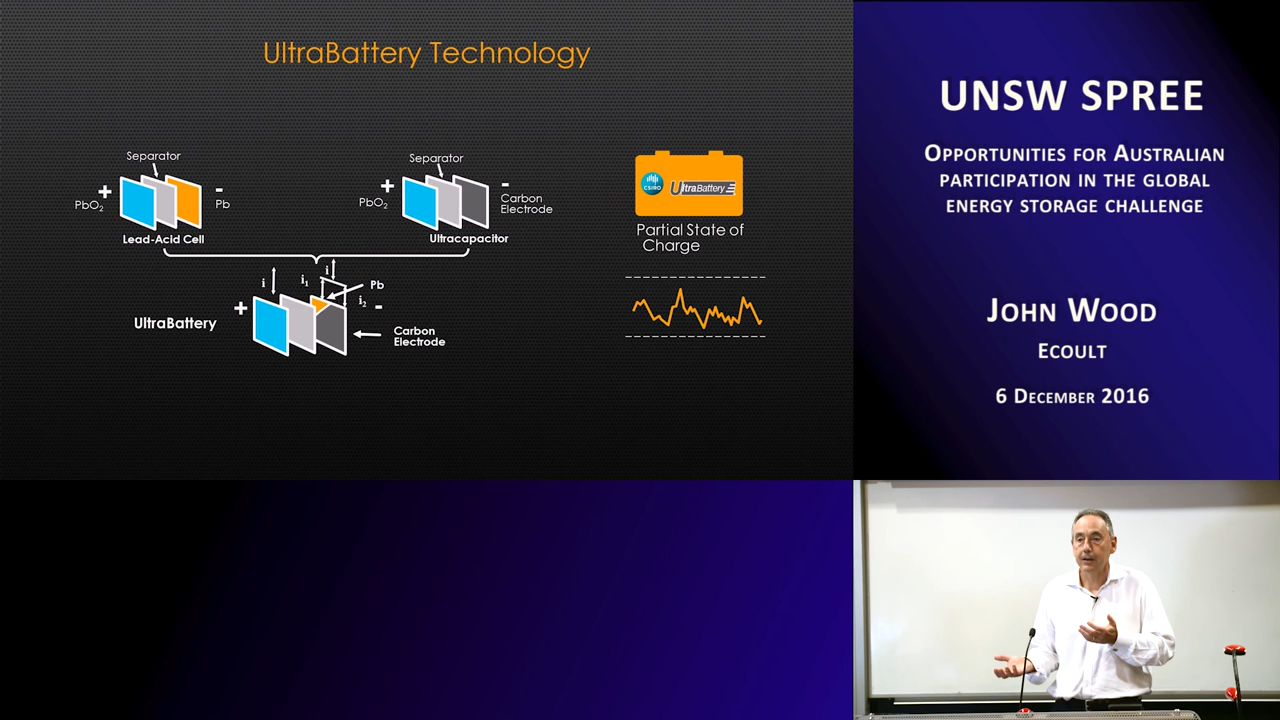 UltraBattery Technology
Separator
+
-
PbO2
Pb
Lead-Acid Cell
Separator
+
-
PbO2
Carbon
Electrode
Ultracapacitor
i
i
i1
i2
Pb
+
-
UltraBattery
Carbon
Electrode
CSIRO
UltraBattery
Partial State of
Charge
UNSW SPREE
Opportunities for Australian
participation in the global
energy storage challenge
John Wood
Ecoult
6 December 2016